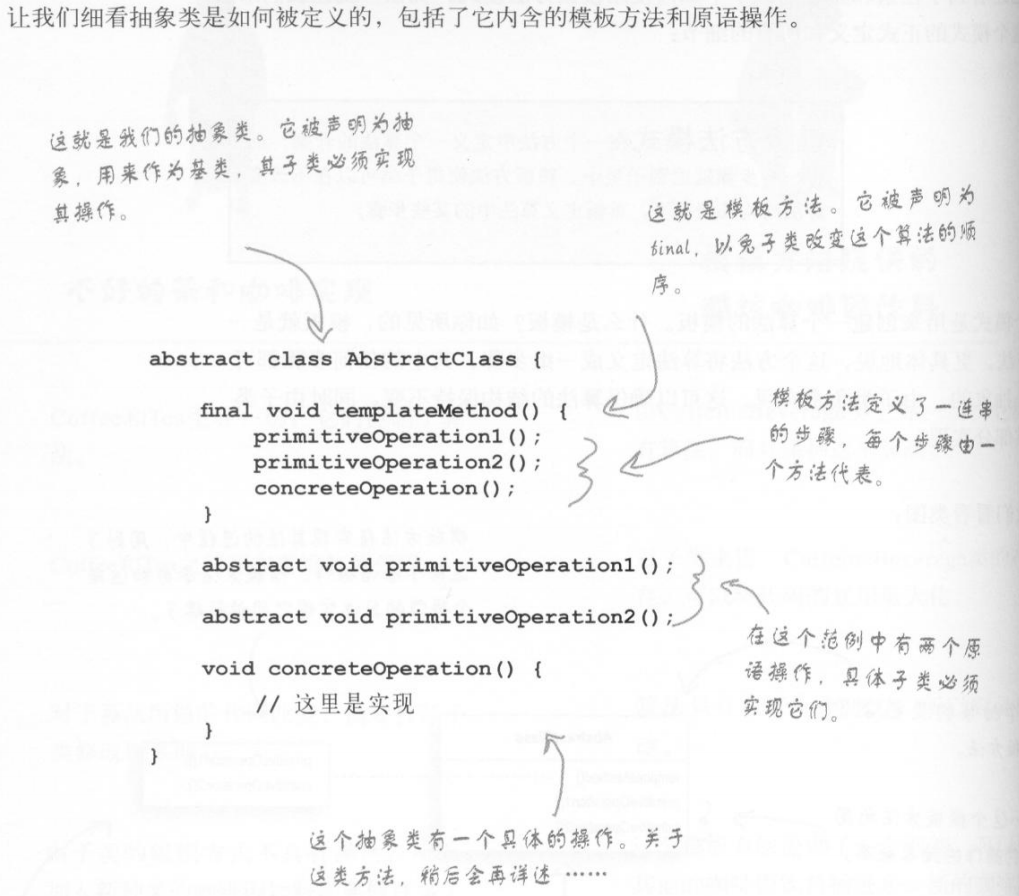 让我们细看抽象类是如何被定义的，包括了它内含的模板方法和原语操作。
这就是我们的抽象类。它被声明为抽
象，用来作为基类，其子类必须实现
其操作。
这就是模板方法。它被声明为
final，以免子类改变这个算法的顺
序。
abstract class AbstractClass {
final void templateMethod() {
primitiveOperation1();
primitiveOperation2();
concreteOperation();
}
模板方法定义了一连串
的步骤，每个步骤由一
个方法代表。
abstract void primitiveOperation1();
abstract void primitiveOperation2();
在这个范例中有两个原
语操作，具体子类必须
实现它们。
void concreteOperation() {
// 这里是实现
}
}
这个抽象类有一个具体的操作。关于
这类方法，稍后会再详述……